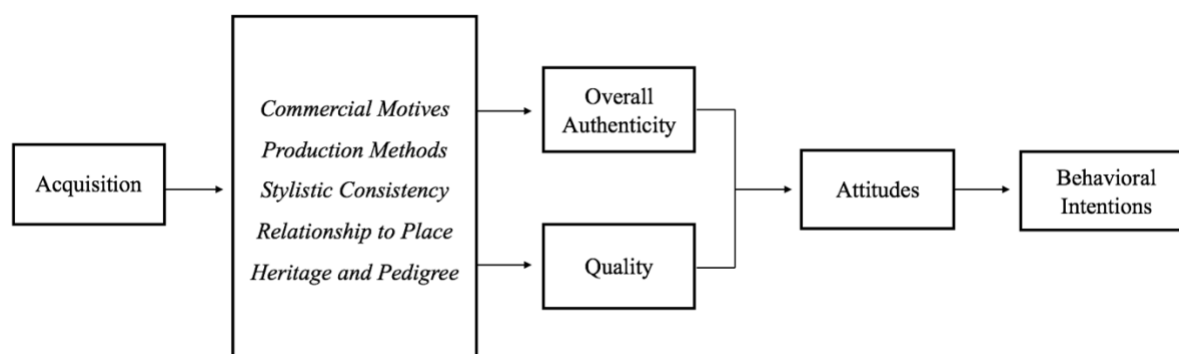 Acquisition
Commercial Motives
Production Methods
Stylistic Consistency
Relationship to Place
Heritage and Pedigree
Overall
Authenticity
Quality
Attitudes
Behavioral
Intentions